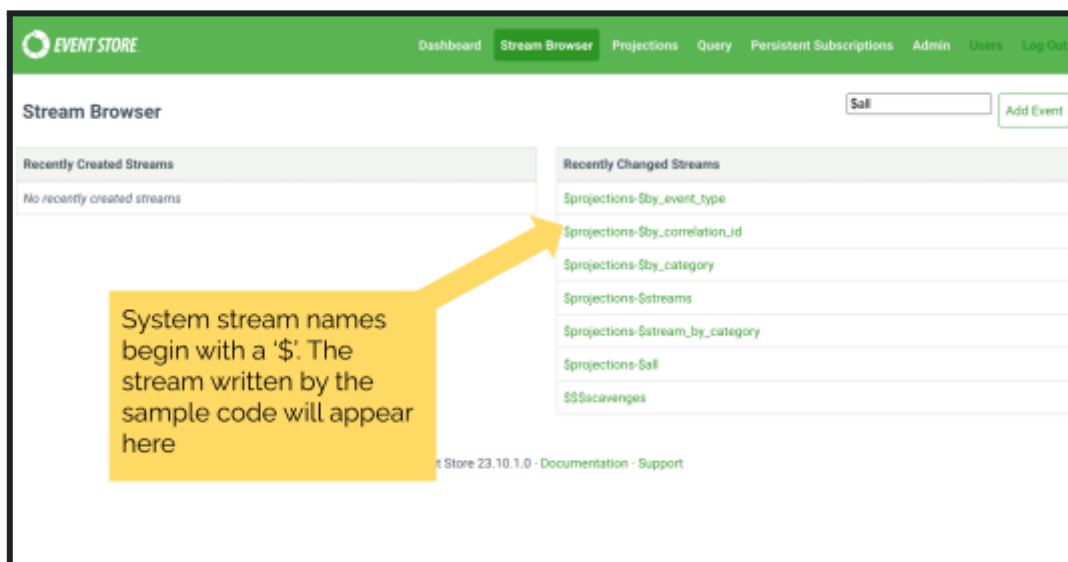 EVENT STORE
Dashboard Stream Browser Projections Query Persistent Subscriptions Admin Users Log Out
Stream Browser
$all
Add Event
Recently Created Streams
No recently created streams
Recently Changed Streams
$projections-$by_event_type
$projections-$by_correlation_id
$projections-$by_category
$projections-$streams
$projections-$stream_by_category
$projections-$all
$$$scavenges
System stream names
begin with a ‘$’. The
stream written by the
sample code will appear
here
t Store 23.10.1.0 · Documentation · Support